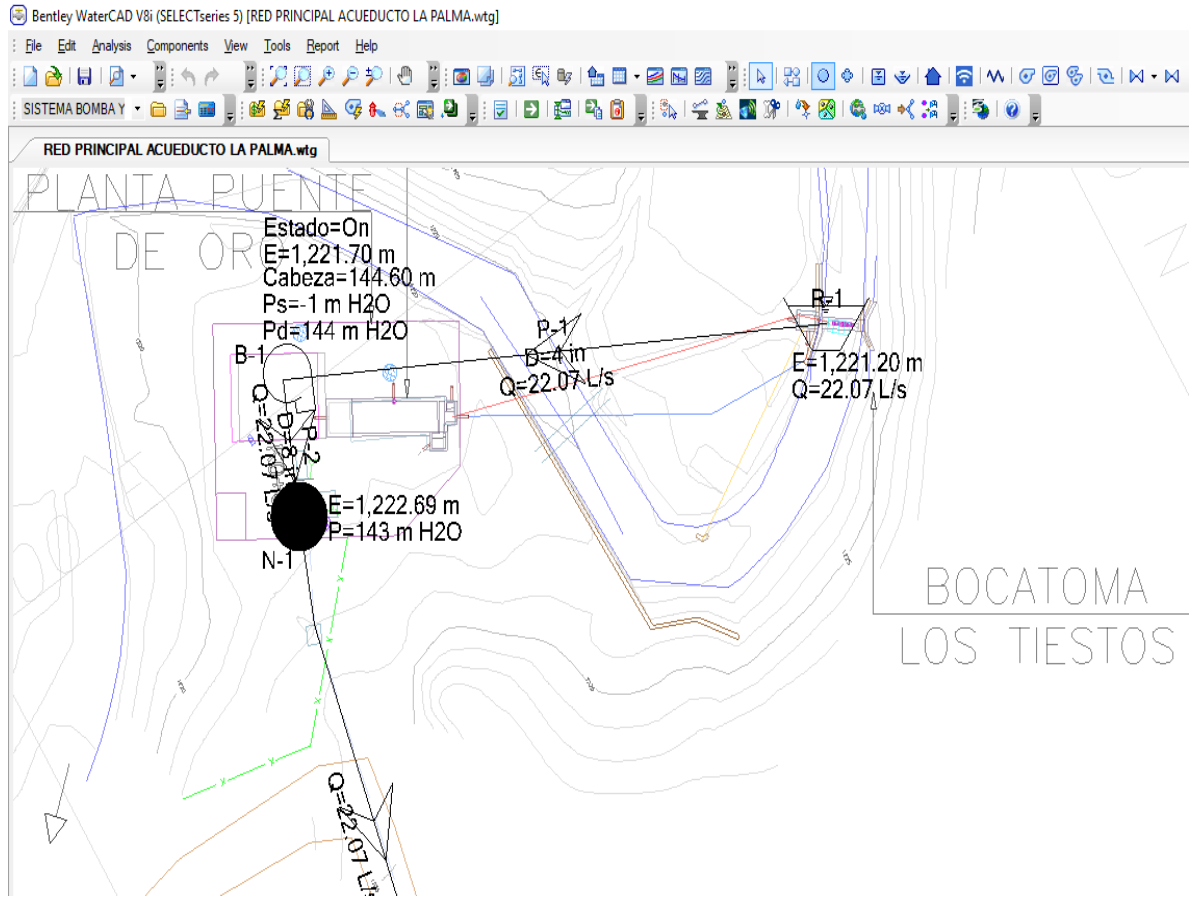 Bentley WaterCAD V8i (SELECTseries 5) [RED PRINCIPAL ACUEDUCTO LA PALMA.wtg]
File Edit Analysis Components View Tools Report Help
SISTEMA BOMBA Y
RED PRINCIPAL ACUEDUCTO LA PALMA.wtg
PLANTA PUENTE
DE ORO
Estado=On
E=1,221.70 m
Cabeza=144.60 m
Ps=-1 m H2O
Pd=144 m H2O
B-1
P-1
D=4 in
Q=22.07 L/s
R-1
E=1,221.20 m
Q=22.07 L/s
P-2
D=8 in
Q=22.07 L/s
E=1,222.69 m
P=143 m H2O
N-1
BOCATOMA
LOS TIESTOS
Q=22.07 L/s